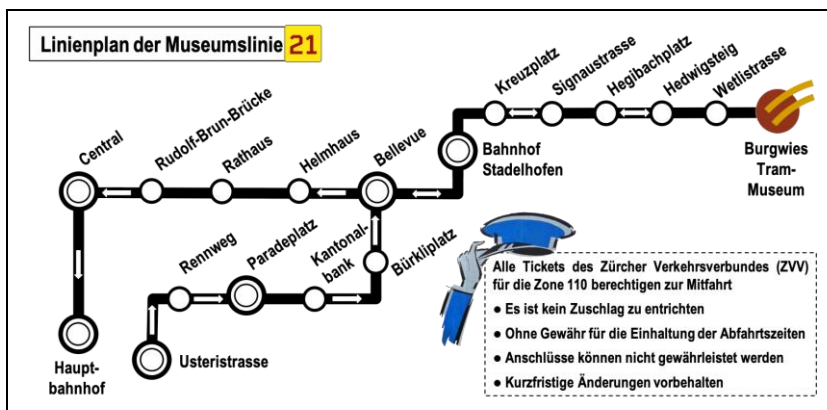 Linienplan der Museumslinie 21
Kreuzplatz
Signaustrasse
Hegibachplatz
Hedwigsteig
Wetlistrasse
Burgwies
Tram-
Museum
Bahnhof
Stadelhofen
Central
Rudolf-Brun-Brücke
Rathaus
Helmhaus
Bellevue
Rennweg
Paradeplatz
Kantonal-
bank
Bürkliplatz
Haupt-
bahnhof
Usteristrasse
Alle Tickets des Zürcher Verkehrsverbundes (ZVV)
für die Zone 110 berechtigen zur Mitfahrt
● Es ist kein Zuschlag zu entrichten
● Ohne Gewähr für die Einhaltung der Abfahrtszeiten
● Anschlüsse können nicht gewährleistet werden
● Kurzfristige Änderungen vorbehalten